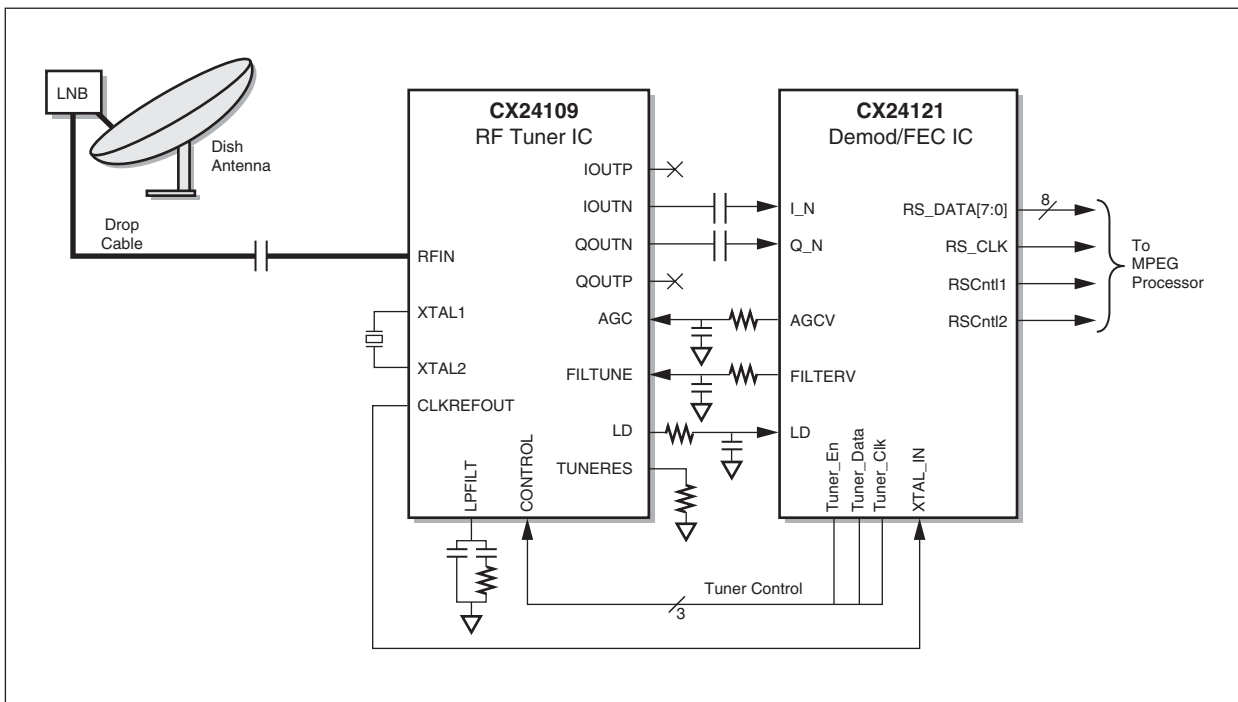 LNB
Dish
Antenna
Drop
Cable
CX24109
RF Tuner IC
IOUTP
IOUTN
QOUTN
QOUTP
AGC
FILTUNE
LD
TUNERES
RFIN
XTAL1
XTAL2
CLKREFOUT
LPFILT
CONTROL
CX24121
Demod/FEC IC
I_N
Q_N
AGCV
FILTERV
LD
RS_DATA[7:0]
RS_CLK
RSCntl1
RSCntl2
8
To
MPEG
Processor
Tuner_En
Tuner_Data
Tuner_Clk
XTAL_IN
Tuner Control
3